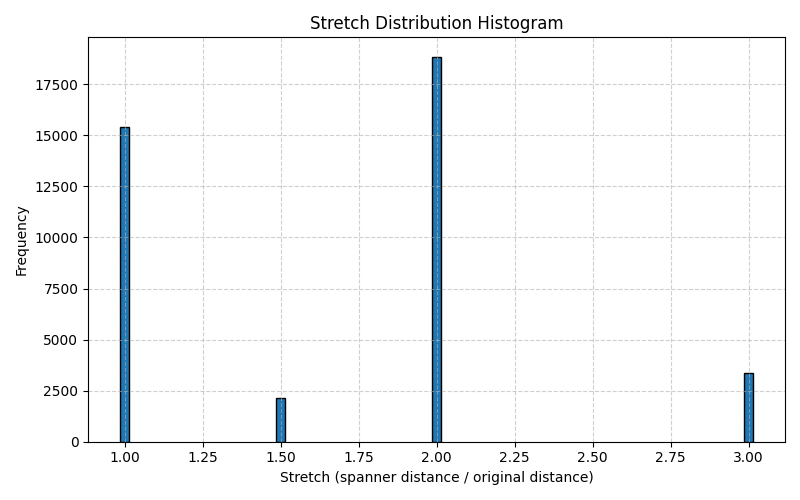 Stretch Distribution Histogram
17500
15000
12500
10000
7500
5000
2500
0
Frequency
1.00 1.25 1.50 1.75 2.00 2.25 2.50 2.75 3.00
Stretch (spanner distance / original distance)